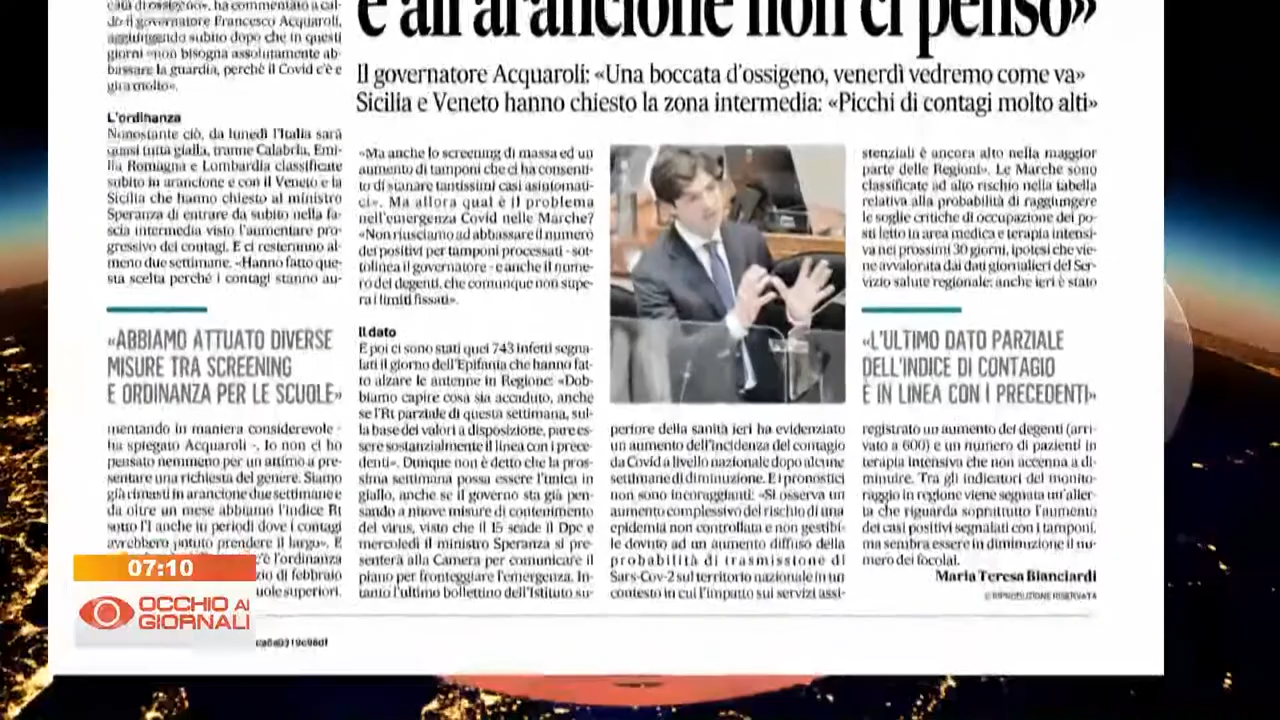 e all'arancione non ci penso»
Il governatore Acquaroli: «Una boccata d'ossigeno, venerdì vedremo come va»
Sicilia e Veneto hanno chiesto la zona intermedia: «Picchi di contagi molto alti»
ha commentato a cal-
do il governatore Francesco Acquaroli,
aggiungendo subito dopo che in questi
giorni «non bisogna assolutamente ab-
bassare la guardia, perché il Covid c'è e
gira molto».
L'ordinanza
Nonostante ciò, da lunedì l'Italia sarà
quasi tutta gialla, tranne Calabria, Emi-
lia Romagna e Lombardia classificate
subito in arancione e con il Veneto e la
Sicilia che hanno chiesto al ministro
Speranza di entrare da subito nella fa-
scia intermedia visto l'aumentare pro-
gressivo dei contagi. E ci resteranno al-
meno due settimane. «Hanno fatto que-
sta scelta perché i contagi stanno au-
«ABBIAMO ATTUATO DIVERSE
MISURE TRA SCREENING
E ORDINANZA PER LE SCUOLE»
mentando in maniera considerevole -
ha spiegato Acquaroli -. Io non ci ho
pensato nemmeno per un attimo a pre-
sentare una richiesta del genere. Siamo
già rimasti in arancione due settimane e
da oltre un mese abbiamo l'indice Rt
sotto l'1 anche in periodi dove i contagi
avrebbero potuto prendere il largo». E
c'è l'ordinanza
zio di febbraio
uole superiori.
«Ma anche lo screening di massa ed un
aumento di tamponi che ci ha consenti-
to di stanare tantissimi casi asintomati-
ci». Ma allora qual è il problema
nell'emergenza Covid nelle Marche?
«Non riusciamo ad abbassare il numero
dei positivi per tamponi processati - sot-
tolinea il governatore - e anche il nume-
ro dei degenti, che comunque non supe-
ra i limiti fissati».
Il dato
E poi ci sono stati quei 743 infetti segna-
lati il giorno dell'Epifania che hanno fat-
to alzare le antenne in Regione: «Dob-
biamo capire cosa sia accaduto, anche
se l'Rt parziale di questa settimana, sul-
la base dei valori a disposizione, pare es-
sere sostanzialmente il linea con i prece-
denti». Dunque non è detto che la pros-
sima settimana possa essere l'unica in
giallo, anche se il governo sta già pen-
sando a nuove misure di contenimento
del virus, visto che il 15 scade il Dpc e
mercoledì il ministro Speranza si pre-
senterà alla Camera per comunicare il
piano per fronteggiare l'emergenza. In-
tanto l'ultimo bollettino dell'Istituto su-
periore della sanità ieri ha evidenziato
un aumento dell'incidenza del contagio
da Covid a livello nazionale dopo alcune
settimane di diminuzione. E i pronostici
non sono incoraggianti: «Si osserva un
aumento complessivo del rischio di una
epidemia non controllata e non gestibi-
le dovuto ad un aumento diffuso della
probabilità di trasmissione di
Sars-Cov-2 sul territorio nazionale in un
contesto in cui l'impatto sui servizi assi-
stenziali è ancora alto nella maggior
parte delle Regioni». Le Marche sono
classificate ad alto rischio nella tabella
relativa alla probabilità di raggiungere
le soglie critiche di occupazione dei po-
sti letto in area medica e terapia intensi-
va nei prossimi 30 giorni, ipotesi che vie-
ne avvalorata dai dati giornalieri del Ser-
vizio salute regionale: anche ieri è stato
«L'ULTIMO DATO PARZIALE
DELL'INDICE DI CONTAGIO
È IN LINEA CON I PRECEDENTI»
registrato un aumento dei degenti (arri-
vato a 600) e un numero di pazienti in
terapia intensiva che non accenna a di-
minuire. Tra gli indicatori del monito-
raggio in regione viene segnata un'aller-
ta che riguarda soprattutto l'aumento
dei casi positivi segnalati con i tamponi,
ma sembra essere in diminuzione il nu-
mero dei focolai.
Maria Teresa Bianciardi
© RIPRODUZIONE RISERVATA
07:10
OCCHIO AI
GIORNALI